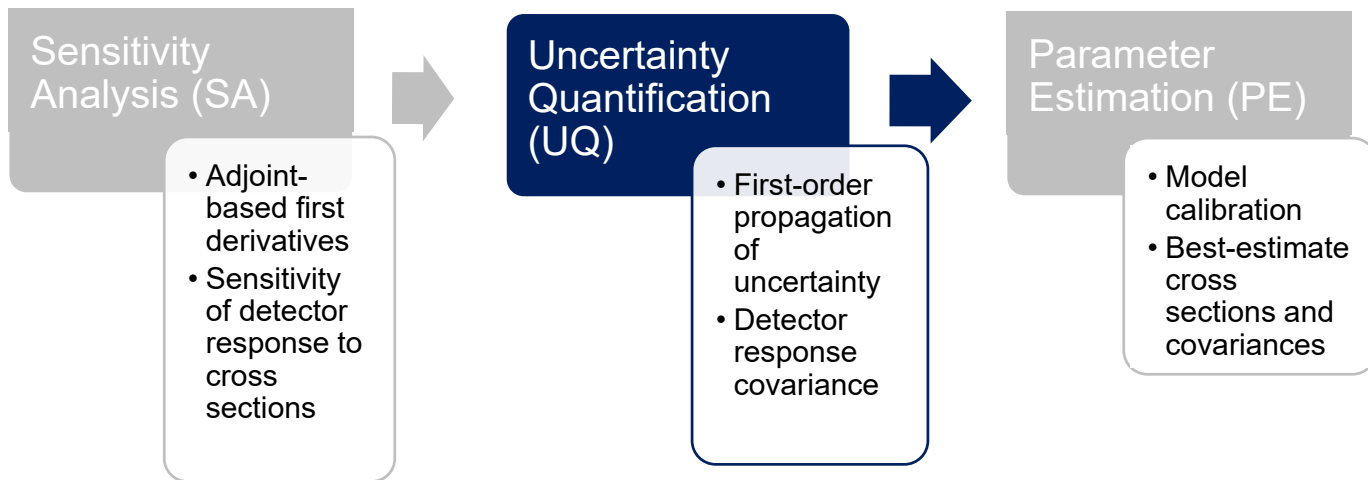 Sensitivity
Analysis (SA)
• Adjoint-
based first
derivatives
• Sensitivity
of detector
response to
cross
sections
Uncertainty
Quantification
(UQ)
• First-order
propagation
of
uncertainty
• Detector
response
covariance
Parameter
Estimation (PE)
• Model
calibration
• Best-estimate
cross
sections and
covariances